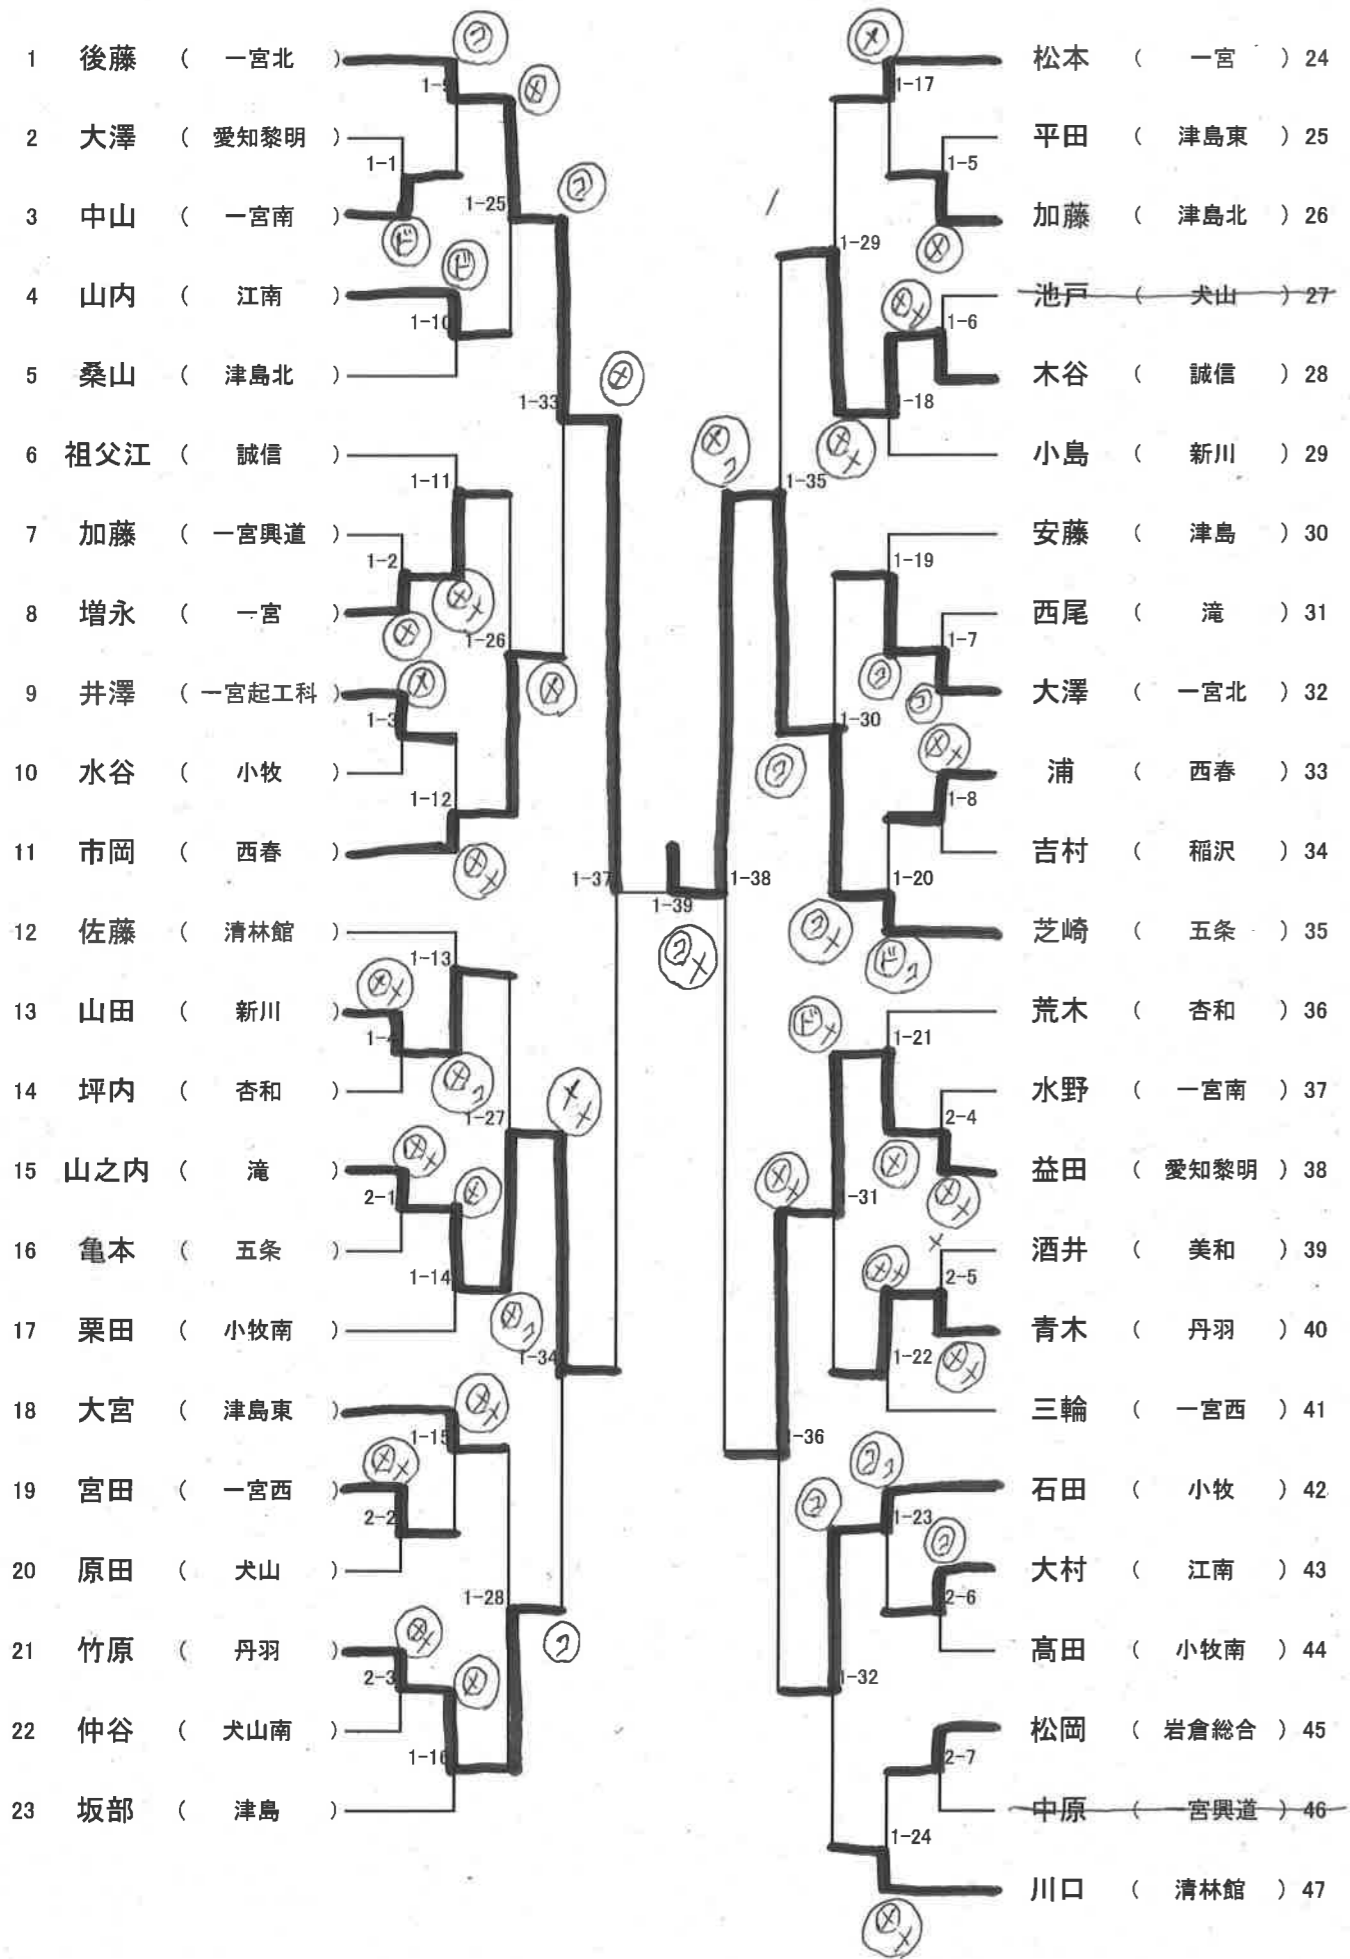 1 後藤 ( 一宮北 )
2 大澤 ( 愛知黎明 )
3 中山 ( 一宮南 )
4 山内 ( 江南 )
5 桑山 ( 津島北 )
6 祖父江 ( 誠信 )
7 加藤 ( 一宮興道 )
8 増永 ( 一宮 )
9 井澤 ( 一宮起工科 )
10 水谷 ( 小牧 )
11 市岡 ( 西春 )
12 佐藤 ( 清林館 )
13 山田 ( 新川 )
14 坪内 ( 杏和 )
15 山之内 ( 滝 )
16 亀本 ( 五条 )
17 栗田 ( 小牧南 )
18 大宮 ( 津島東 )
19 宮田 ( 一宮西 )
20 原田 ( 犬山 )
21 竹原 ( 丹羽 )
22 仲谷 ( 犬山南 )
23 坂部 ( 津島 )
1-1
1-2
1-3
1-4
2-1
2-2
2-3
1-9
1-10
1-11
1-12
1-13
1-14
1-15
1-16
1-25
1-26
1-27
1-28
1-33
1-34
1-37
1-39
1-38
1-35
1-36
1-29
1-30
1-31
1-32
1-17
1-18
1-19
1-20
1-21
1-22
1-23
1-24
1-5
1-6
1-7
1-8
2-4
2-5
2-6
2-7
松本 ( 一宮 ) 24
平田 ( 津島東 ) 25
加藤 ( 津島北 ) 26
池戸 ( 犬山 ) 27
木谷 ( 誠信 ) 28
小島 ( 新川 ) 29
安藤 ( 津島 ) 30
西尾 ( 滝 ) 31
大澤 ( 一宮北 ) 32
浦 ( 西春 ) 33
吉村 ( 稲沢 ) 34
芝崎 ( 五条 ) 35
荒木 ( 杏和 ) 36
水野 ( 一宮南 ) 37
益田 ( 愛知黎明 ) 38
酒井 ( 美和 ) 39
青木 ( 丹羽 ) 40
三輪 ( 一宮西 ) 41
石田 ( 小牧 ) 42
大村 ( 江南 ) 43
髙田 ( 小牧南 ) 44
松岡 ( 岩倉総合 ) 45
中原 ( 一宮興道 ) 46
川口 ( 清林館 ) 47